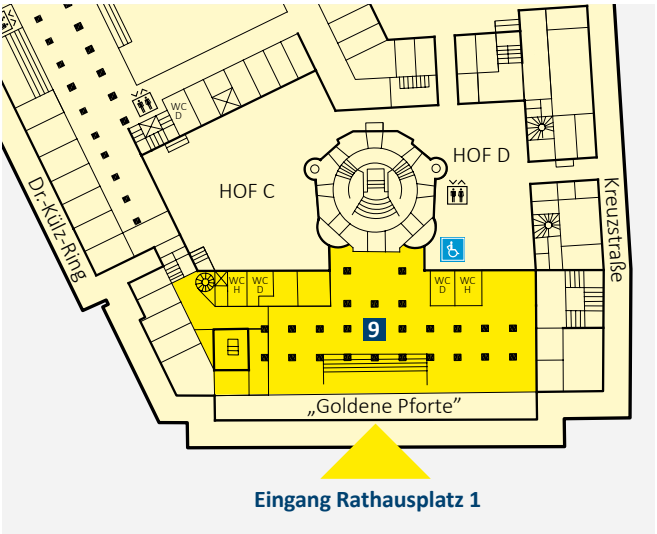 WC
D
HOF D
HOF C
Dr.-Külz-Ring
Kreuzstraße
WC
H
WC
D
WC
D
WC
H
9
„Goldene Pforte”
Eingang Rathausplatz 1